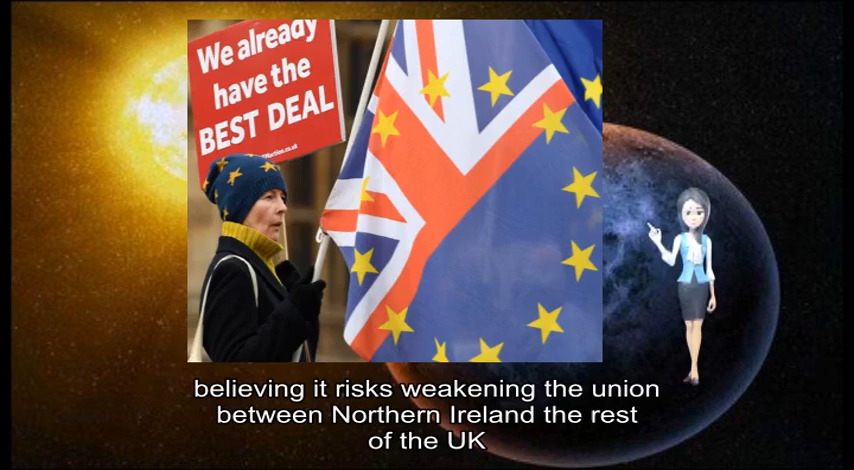 We already
have the
BEST DEAL
believing it risks weakening the union
between Northern Ireland the rest
of the UK